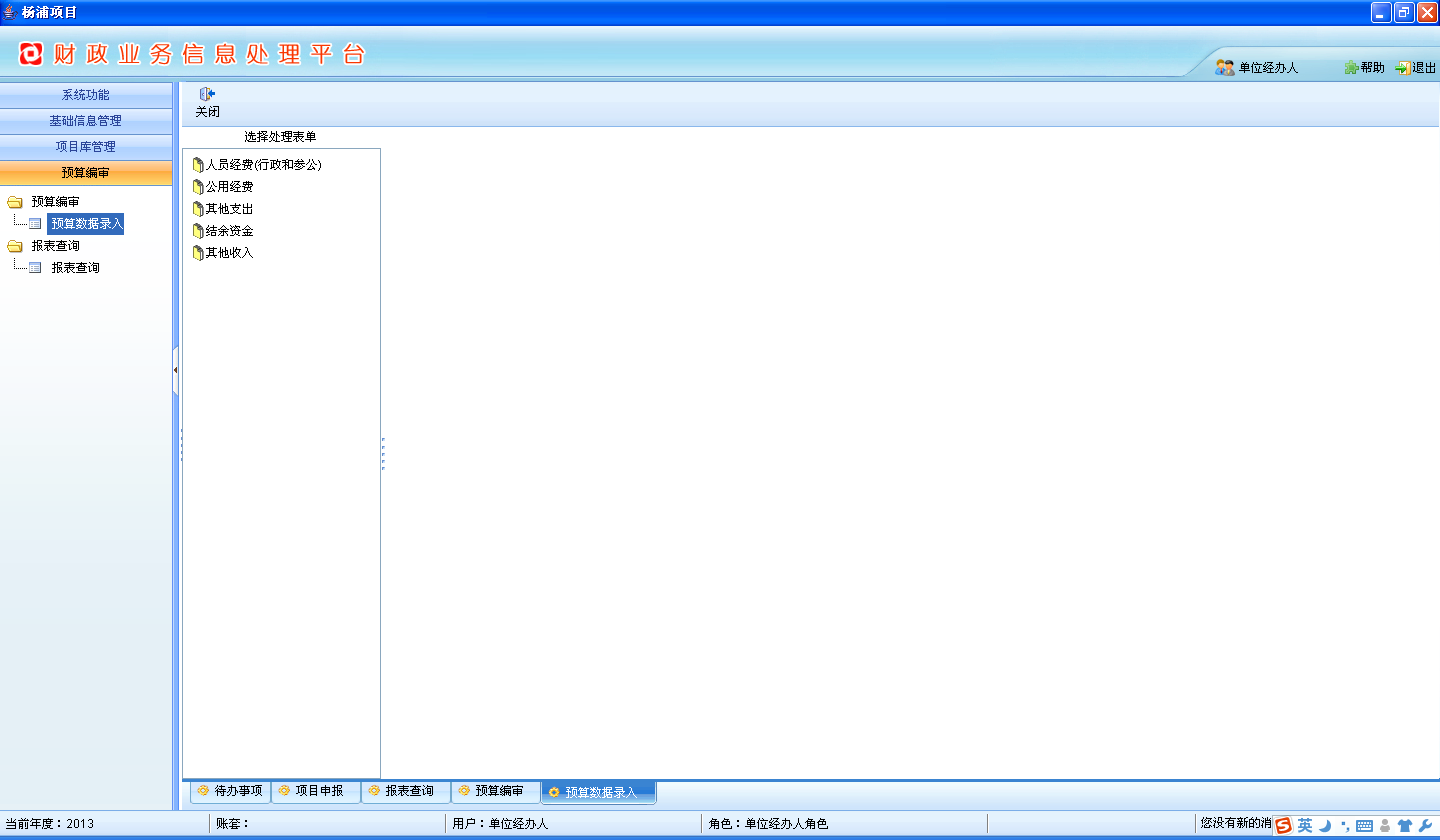 杨浦项目
财政业务信息处理平台
单位经办人 帮助 退出
系统功能
基础信息管理
项目库管理
预算编审
预算编审
预算数据录入
报表查询
报表查询
关闭
选择处理表单
人员经费(行政和参公)
公用经费
其他支出
结余资金
其他收入
待办事项 项目申报 报表查询 预算编审 预算数据录入
当前年度：2013 账套： 用户：单位经办人 角色：单位经办人角色 您没有新的消 英